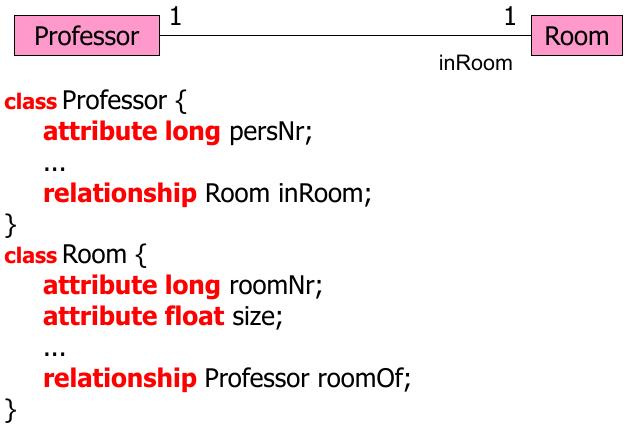 1 1
Professor Room
inRoom
class Professor {
attribute long persNr;
...
relationship Room inRoom;
}
class Room {
attribute long roomNr;
attribute float size;
...
relationship Professor roomOf;
}